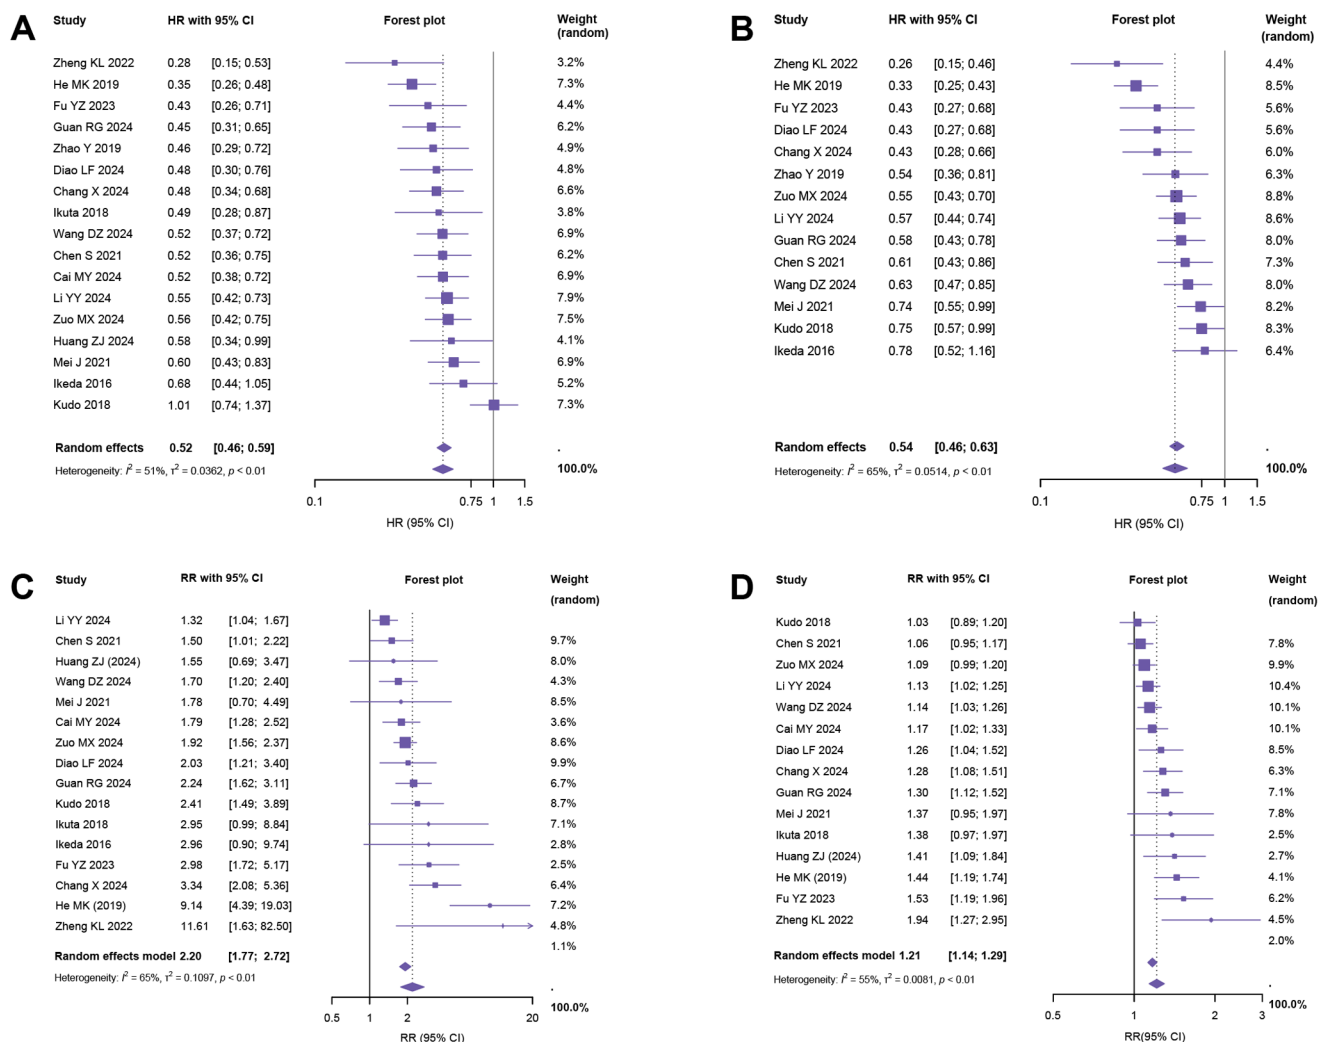 A
Study HR with 95% CI Forest plot Weight
(random)
Zheng KL 2022 0.28 [0.15; 0.53] 3.2%
He MK 2019 0.35 [0.26; 0.48] 7.3%
Fu YZ 2023 0.43 [0.26; 0.71] 4.4%
Guan RG 2024 0.45 [0.31; 0.65] 6.2%
Zhao Y 2019 0.46 [0.29; 0.72] 4.9%
Diao LF 2024 0.48 [0.30; 0.76] 4.8%
Chang X 2024 0.48 [0.34; 0.68] 6.6%
Ikuta 2018 0.49 [0.28; 0.87] 3.8%
Wang DZ 2024 0.52 [0.37; 0.72] 6.9%
Chen S 2021 0.52 [0.36; 0.75] 6.2%
Cai MY 2024 0.52 [0.38; 0.72] 6.9%
Li YY 2024 0.55 [0.42; 0.73] 7.9%
Zuo MX 2024 0.56 [0.42; 0.75] 7.5%
Huang ZJ 2024 0.58 [0.34; 0.99] 4.1%
Mei J 2021 0.60 [0.43; 0.83] 6.9%
Ikeda 2016 0.68 [0.44; 1.05] 5.2%
Kudo 2018 1.01 [0.74; 1.37] 7.3%
Random effects 0.52 [0.46; 0.59] .
Heterogeneity: I² = 51%, τ² = 0.0362, p < 0.01 100.0%
0.1 0.75 1 1.5
HR (95% CI)
B
Study HR with 95% CI Forest plot Weight
(random)
Zheng KL 2022 0.26 [0.15; 0.46] 4.4%
He MK 2019 0.33 [0.25; 0.43] 8.5%
Fu YZ 2023 0.43 [0.27; 0.68] 5.6%
Diao LF 2024 0.43 [0.27; 0.68] 5.6%
Chang X 2024 0.43 [0.28; 0.66] 6.0%
Zhao Y 2019 0.54 [0.36; 0.81] 6.3%
Zuo MX 2024 0.55 [0.43; 0.70] 8.8%
Li YY 2024 0.57 [0.44; 0.74] 8.6%
Guan RG 2024 0.58 [0.43; 0.78] 8.0%
Chen S 2021 0.61 [0.43; 0.86] 7.3%
Wang DZ 2024 0.63 [0.47; 0.85] 8.0%
Mei J 2021 0.74 [0.55; 0.99] 8.2%
Kudo 2018 0.75 [0.57; 0.99] 8.3%
Ikeda 2016 0.78 [0.52; 1.16] 6.4%
Random effects 0.54 [0.46; 0.63] .
Heterogeneity: I² = 65%, τ² = 0.0514, p < 0.01 100.0%
0.1 0.75 1 1.5
HR (95% CI)
C
Study RR with 95% CI Forest plot Weight
(random)
Li YY 2024 1.32 [1.04; 1.67]
Chen S 2021 1.50 [1.01; 2.22] 9.7%
Huang ZJ (2024) 1.55 [0.69; 3.47] 8.0%
Wang DZ 2024 1.70 [1.20; 2.40] 4.3%
Mei J 2021 1.78 [0.70; 4.49] 8.5%
Cai MY 2024 1.79 [1.28; 2.52] 3.6%
Zuo MX 2024 1.92 [1.56; 2.37] 8.6%
Diao LF 2024 2.03 [1.21; 3.40] 9.9%
Guan RG 2024 2.24 [1.62; 3.11] 6.7%
Kudo 2018 2.41 [1.49; 3.89] 8.7%
Ikuta 2018 2.95 [0.99; 8.84] 7.1%
Ikeda 2016 2.96 [0.90; 9.74] 2.8%
Fu YZ 2023 2.98 [1.72; 5.17] 2.5%
Chang X 2024 3.34 [2.08; 5.36] 6.4%
He MK (2019) 9.14 [4.39; 19.03] 7.2%
Zheng KL 2022 11.61 [1.63; 82.50] 4.8%
1.1%
Random effects model 2.20 [1.77; 2.72]
Heterogeneity: I² = 65%, τ² = 0.1097, p < 0.01 .
100.0%
0.5 1 2 20
RR (95% CI)
D
Study RR with 95% CI Forest plot Weight
(random)
Kudo 2018 1.03 [0.89; 1.20]
Chen S 2021 1.06 [0.95; 1.17] 7.8%
Zuo MX 2024 1.09 [0.99; 1.20] 9.9%
Li YY 2024 1.13 [1.02; 1.25] 10.4%
Wang DZ 2024 1.14 [1.03; 1.26] 10.1%
Cai MY 2024 1.17 [1.02; 1.33] 10.1%
Diao LF 2024 1.26 [1.04; 1.52] 8.5%
Chang X 2024 1.28 [1.08; 1.51] 6.3%
Guan RG 2024 1.30 [1.12; 1.52] 7.1%
Mei J 2021 1.37 [0.95; 1.97] 7.8%
Ikuta 2018 1.38 [0.97; 1.97] 2.5%
Huang ZJ (2024) 1.41 [1.09; 1.84] 2.7%
He MK (2019) 1.44 [1.19; 1.74] 4.1%
Fu YZ 2023 1.53 [1.19; 1.96] 6.2%
Zheng KL 2022 1.94 [1.27; 2.95] 4.5%
2.0%
Random effects model 1.21 [1.14; 1.29]
Heterogeneity: I² = 55%, τ² = 0.0081, p < 0.01 .
100.0%
0.5 1 2 3
RR(95% CI)